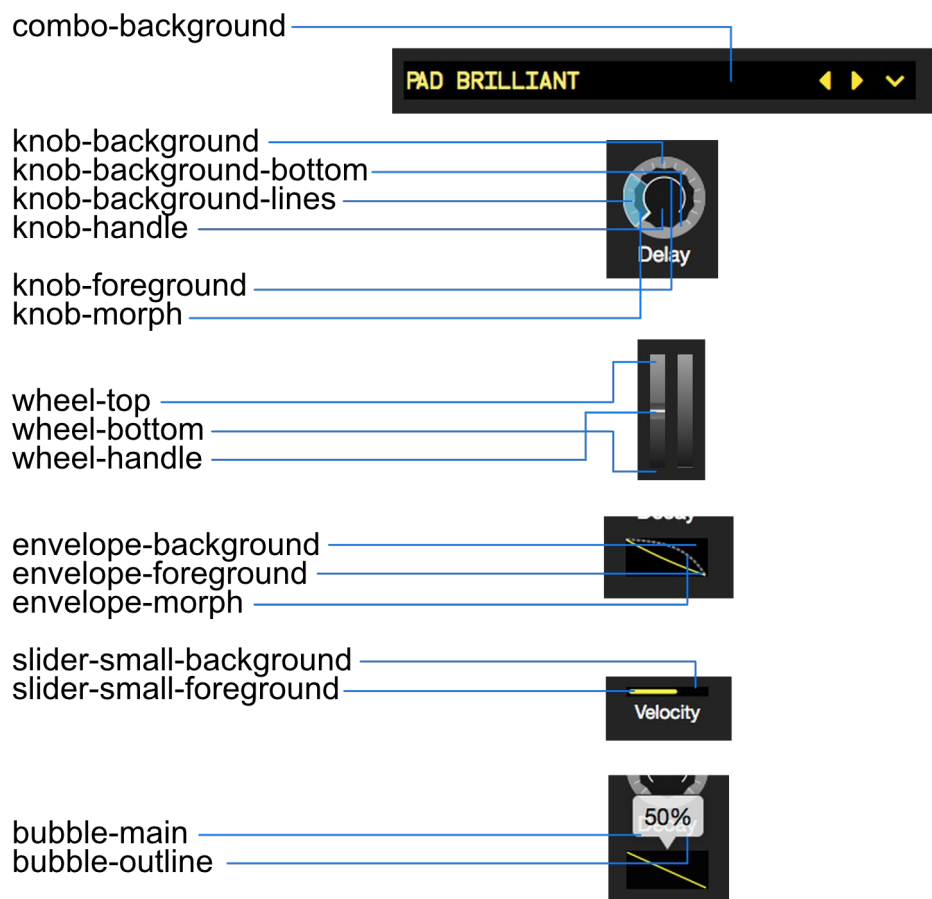 combo-background
PAD BRILLIANT
knob-background
knob-background-bottom
knob-background-lines
knob-handle
Delay
knob-foreground
knob-morph
wheel-top
wheel-bottom
wheel-handle
Decay
envelope-background
envelope-foreground
envelope-morph
slider-small-background
slider-small-foreground
Velocity
50%
Decay
bubble-main
bubble-outline